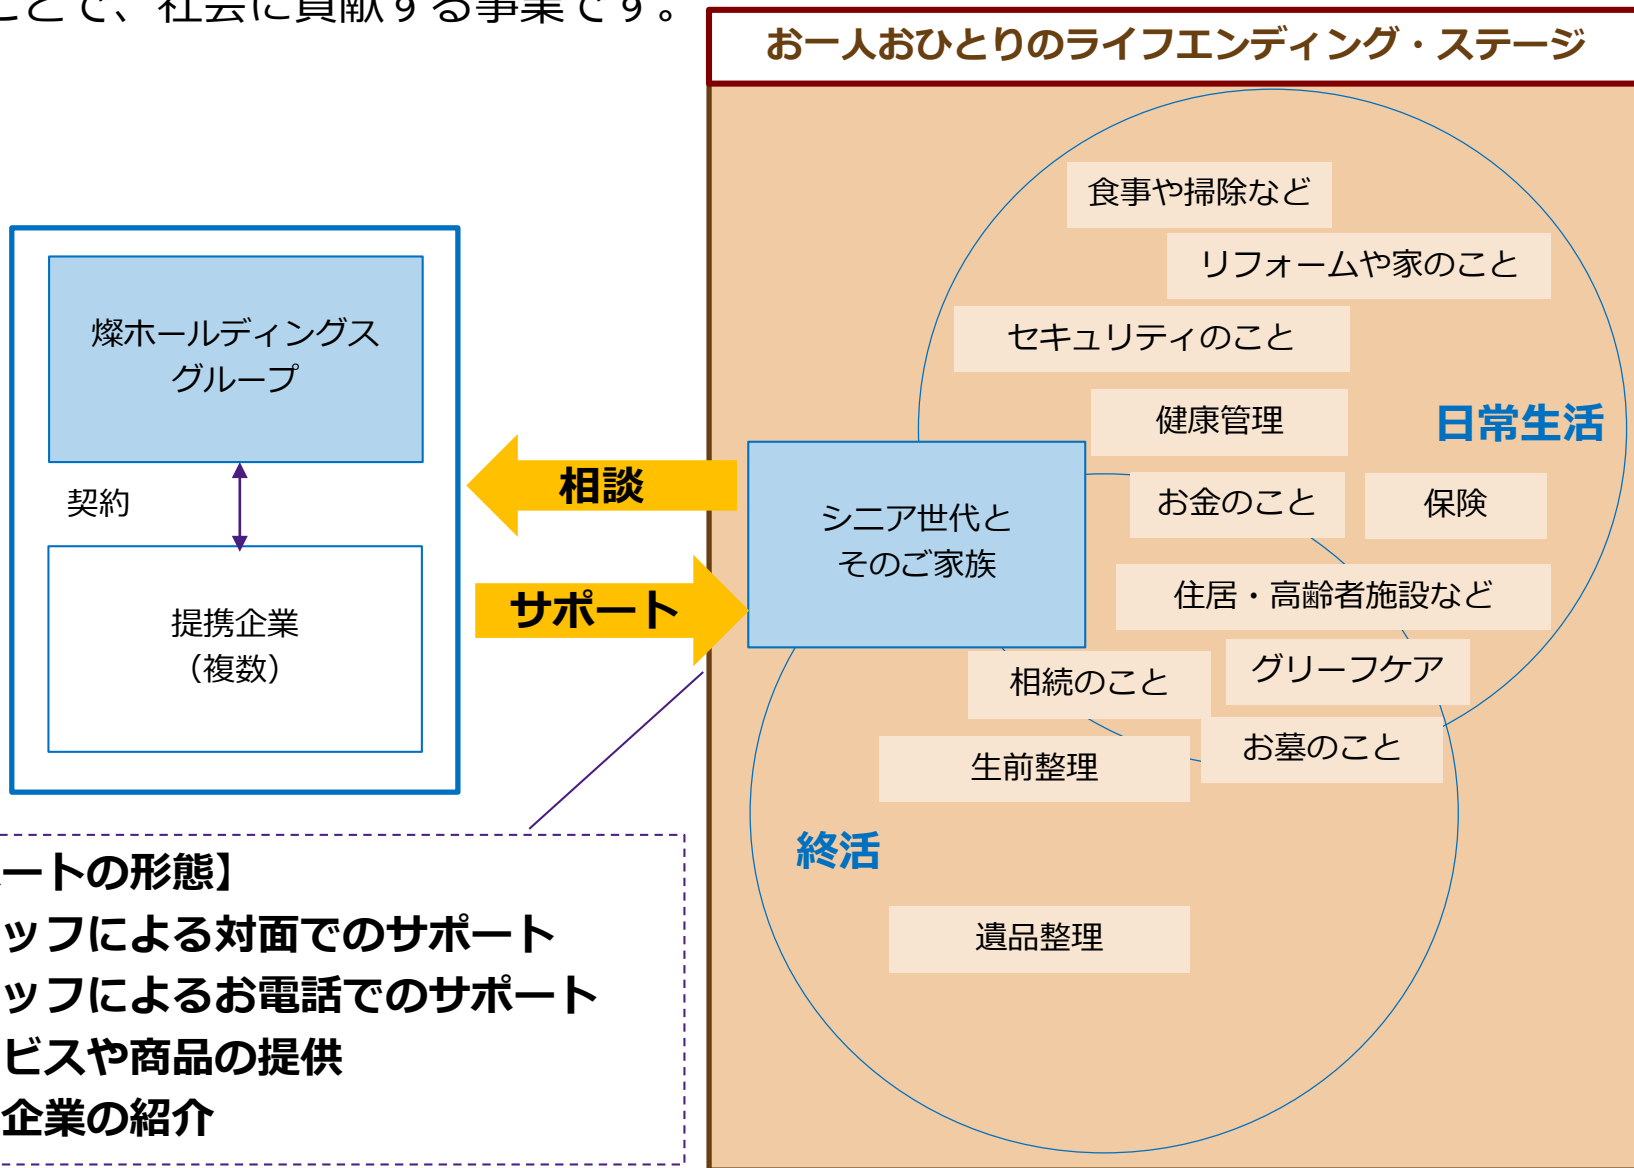 ことで、社会に貢献する事業です。
お一人おひとりのライフエンディング・ステージ
燦ホールディングス
グループ
契約
提携企業
（複数）
相談
サポート
シニア世代と
そのご家族
食事や掃除など
リフォームや家のこと
セキュリティのこと
健康管理
日常生活
お金のこと
保険
住居・高齢者施設など
グリーフケア
相続のこと
お墓のこと
生前整理
終活
遺品整理
ートの形態】
ッフによる対面でのサポート
ッフによるお電話でのサポート
ビスや商品の提供
企業の紹介